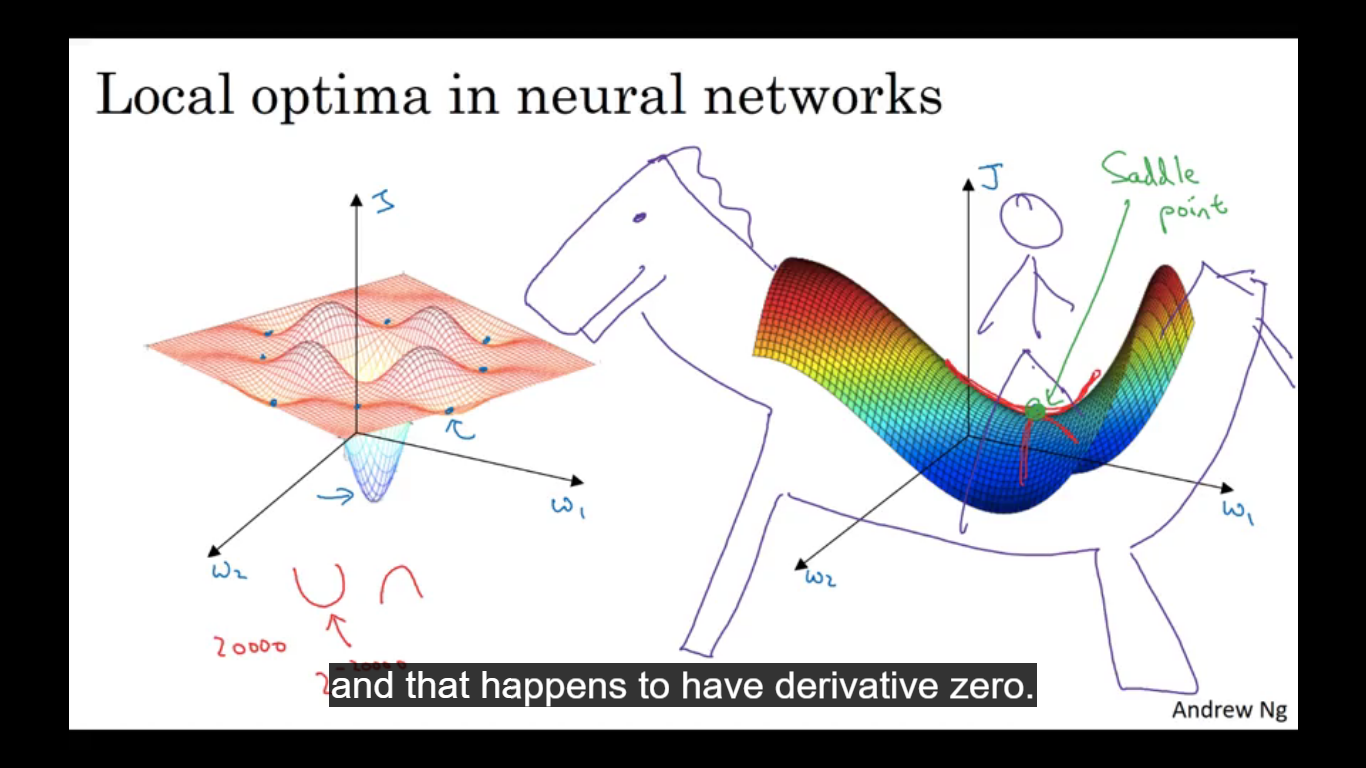 Local optima in neural networks
J
J
Saddle
point
w₁
w₂
w₁
w₂
20000
and that happens to have derivative zero.
Andrew Ng